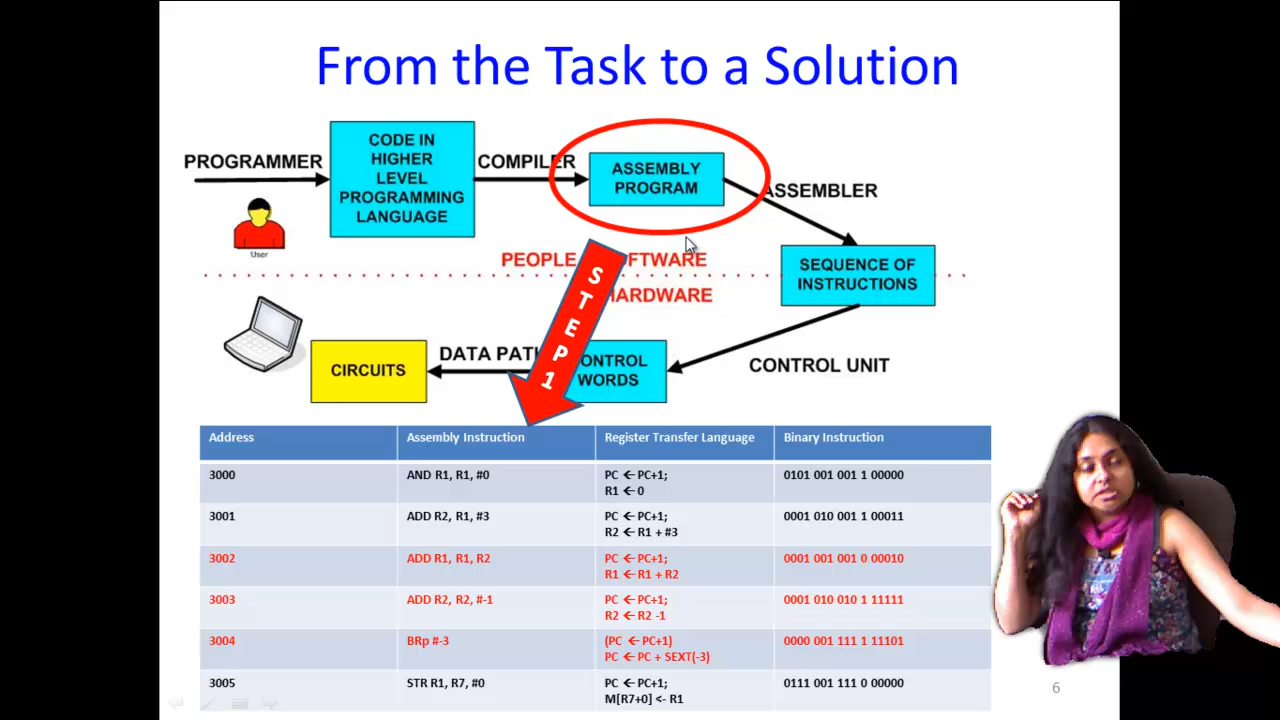 From the Task to a Solution
PROGRAMMER
CODE IN
HIGHER
LEVEL
PROGRAMMING
LANGUAGE
COMPILER
ASSEMBLY
PROGRAM
ASSEMBLER
User
PEOPLE
HARDWARE
SEQUENCE OF
INSTRUCTIONS
STEP1
CIRCUITS
DATA
WORDS
CONTROL UNIT
Address Assembly Instruction Register Transfer Language Binary Instruction
3000 AND R1, R1, #0 PC ← PC+1; 0101 001 001 1 00000
R1 ← 0
3001 ADD R2, R1, #3 PC ← PC+1; 0001 010 001 1 00011
R2 ← R1 + #3
3002 ADD R1, R1, R2 PC ← PC+1; 0001 001 001 0 00010
R1 ← R1 + R2
3003 ADD R2, R2, #-1 PC ← PC+1; 0001 010 010 1 11111
R2 ← R2 -1
3004 BRp #-3 (PC ← PC+1) 0000 001 111 1 11101
PC ← PC + SEXT(-3)
3005 STR R1, R7, #0 PC ← PC+1; 0111 001 111 0 00000
M[R7+0] <- R1
6